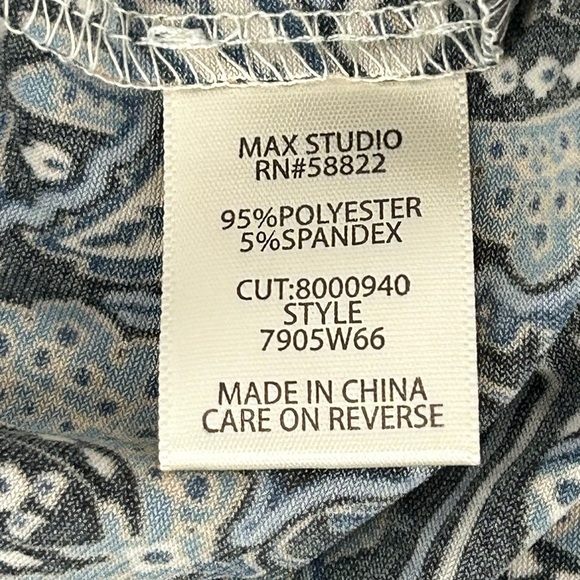 MAX STUDIO
RN#58822
95%POLYESTER
5%SPANDEX
CUT:8000940
STYLE
7905W66
MADE IN CHINA
CARE ON REVERSE